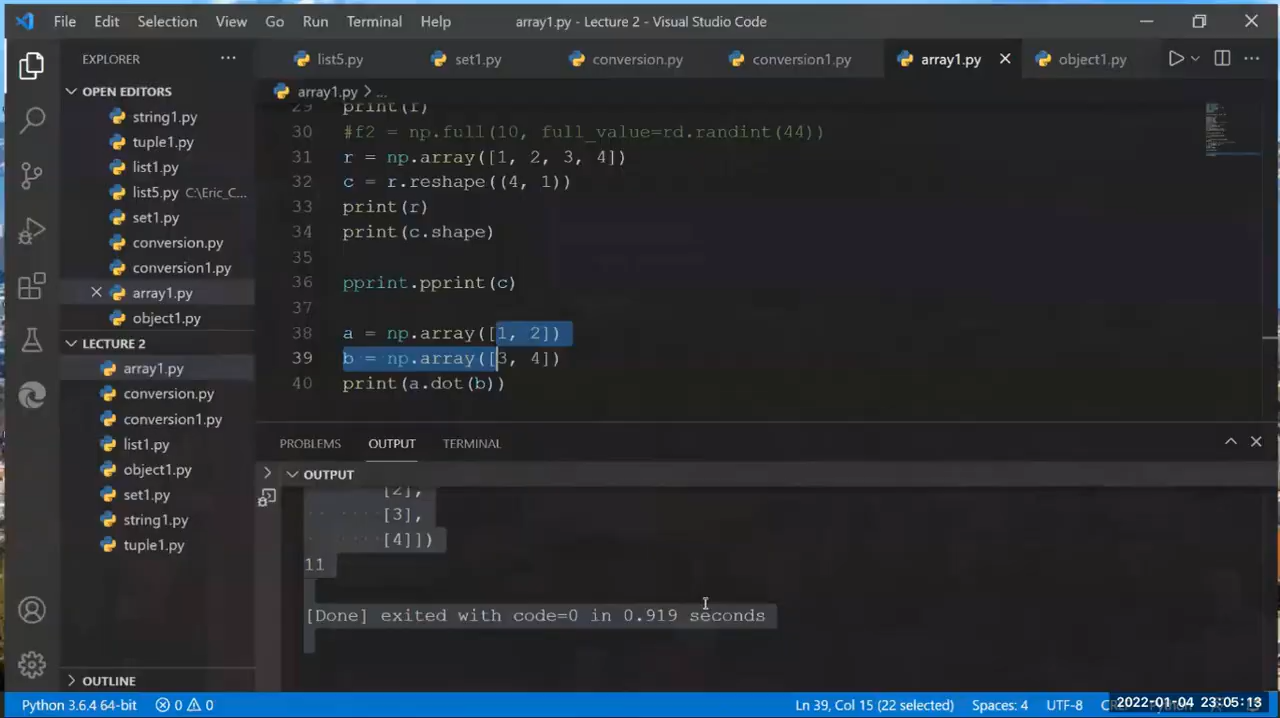 File Edit Selection View Go Run Terminal Help array1.py - Lecture 2 - Visual Studio Code
EXPLORER
list5.py set1.py conversion.py conversion1.py array1.py object1.py
OPEN EDITORS
string1.py
tuple1.py
list1.py
list5.py C:\Eric_C...
set1.py
conversion.py
conversion1.py
array1.py
object1.py
LECTURE 2
array1.py
conversion.py
conversion1.py
list1.py
object1.py
set1.py
string1.py
tuple1.py
OUTLINE
array1.py > ...
29 print(r)
30 #f2 = np.full(10, full_value=rd.randint(44))
31 r = np.array([1, 2, 3, 4])
32 c = r.reshape((4, 1))
33 print(r)
34 print(c.shape)
35
36 pprint.pprint(c)
37
38 a = np.array([1, 2])
39 b = np.array([3, 4])
40 print(a.dot(b))
PROBLEMS OUTPUT TERMINAL
OUTPUT
[2],
[3],
[4]])
11
[Done] exited with code=0 in 0.919 seconds
Python 3.6.4 64-bit 0 0 Ln 39, Col 15 (22 selected) Spaces: 4 UTF-8
2022-01-04 23:05:13